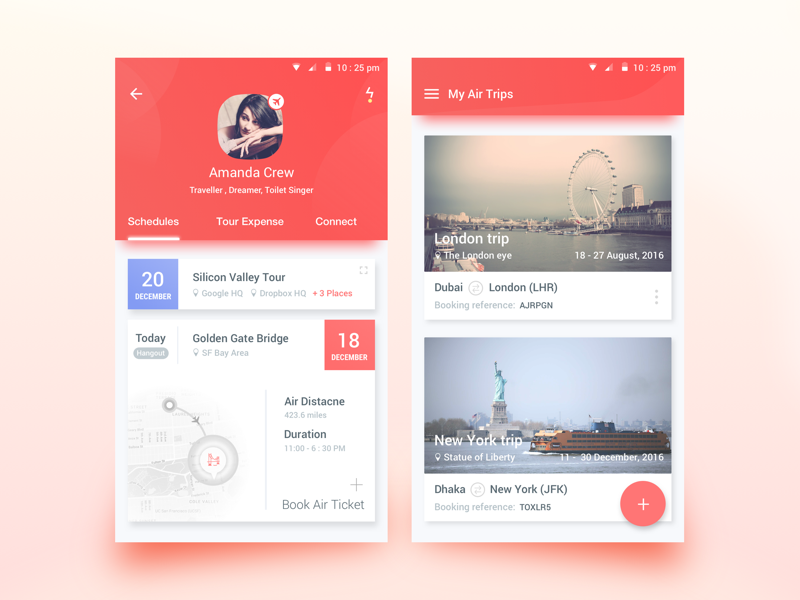 10 : 25 pm
Amanda Crew
Traveller , Dreamer, Toilet Singer
Schedules Tour Expense Connect
20
DECEMBER
Silicon Valley Tour
Google HQ Dropbox HQ + 3 Places
Today
Hangout
Golden Gate Bridge
SF Bay Area
18
DECEMBER
Air Distacne
423.6 miles
Duration
11:00 - 6 : 30 PM
Book Air Ticket
10 : 25 pm
My Air Trips
London trip
The London eye 18 - 27 August, 2016
Dubai London (LHR)
Booking reference: AJRPGN
New York trip
Statue of Liberty 11 - 30 December, 2016
Dhaka New York (JFK)
Booking reference: TOXLR5